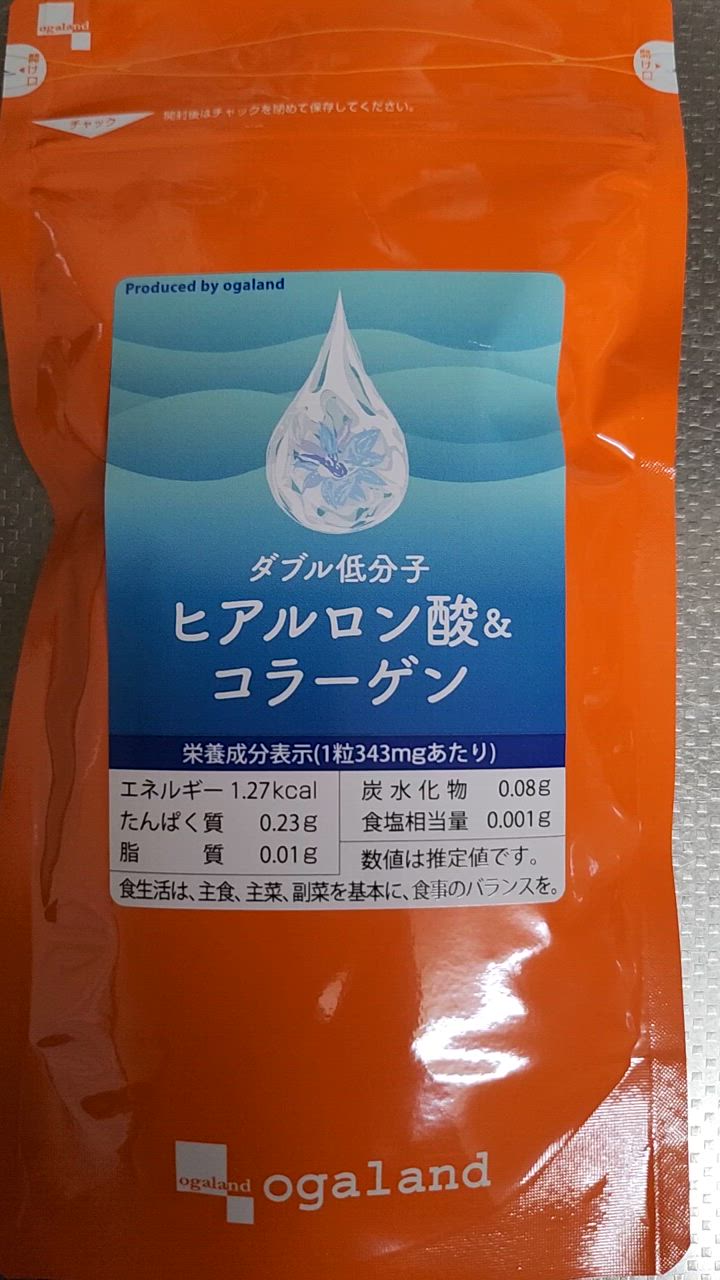 ogaland
開け口
開け口
チャック
開封後はチャックを閉めて保存してください。
Produced by ogaland
ダブル低分子
ヒアルロン酸&
コラーゲン
栄養成分表示(1粒343mgあたり)
エネルギー 1.27kcal
たんぱく質 0.23g
脂質 0.01g
炭水化物 0.08g
食塩相当量 0.001g
数値は推定値です。
食生活は、主食、主菜、副菜を基本に、食事のバランスを。
ogaland
ogaland